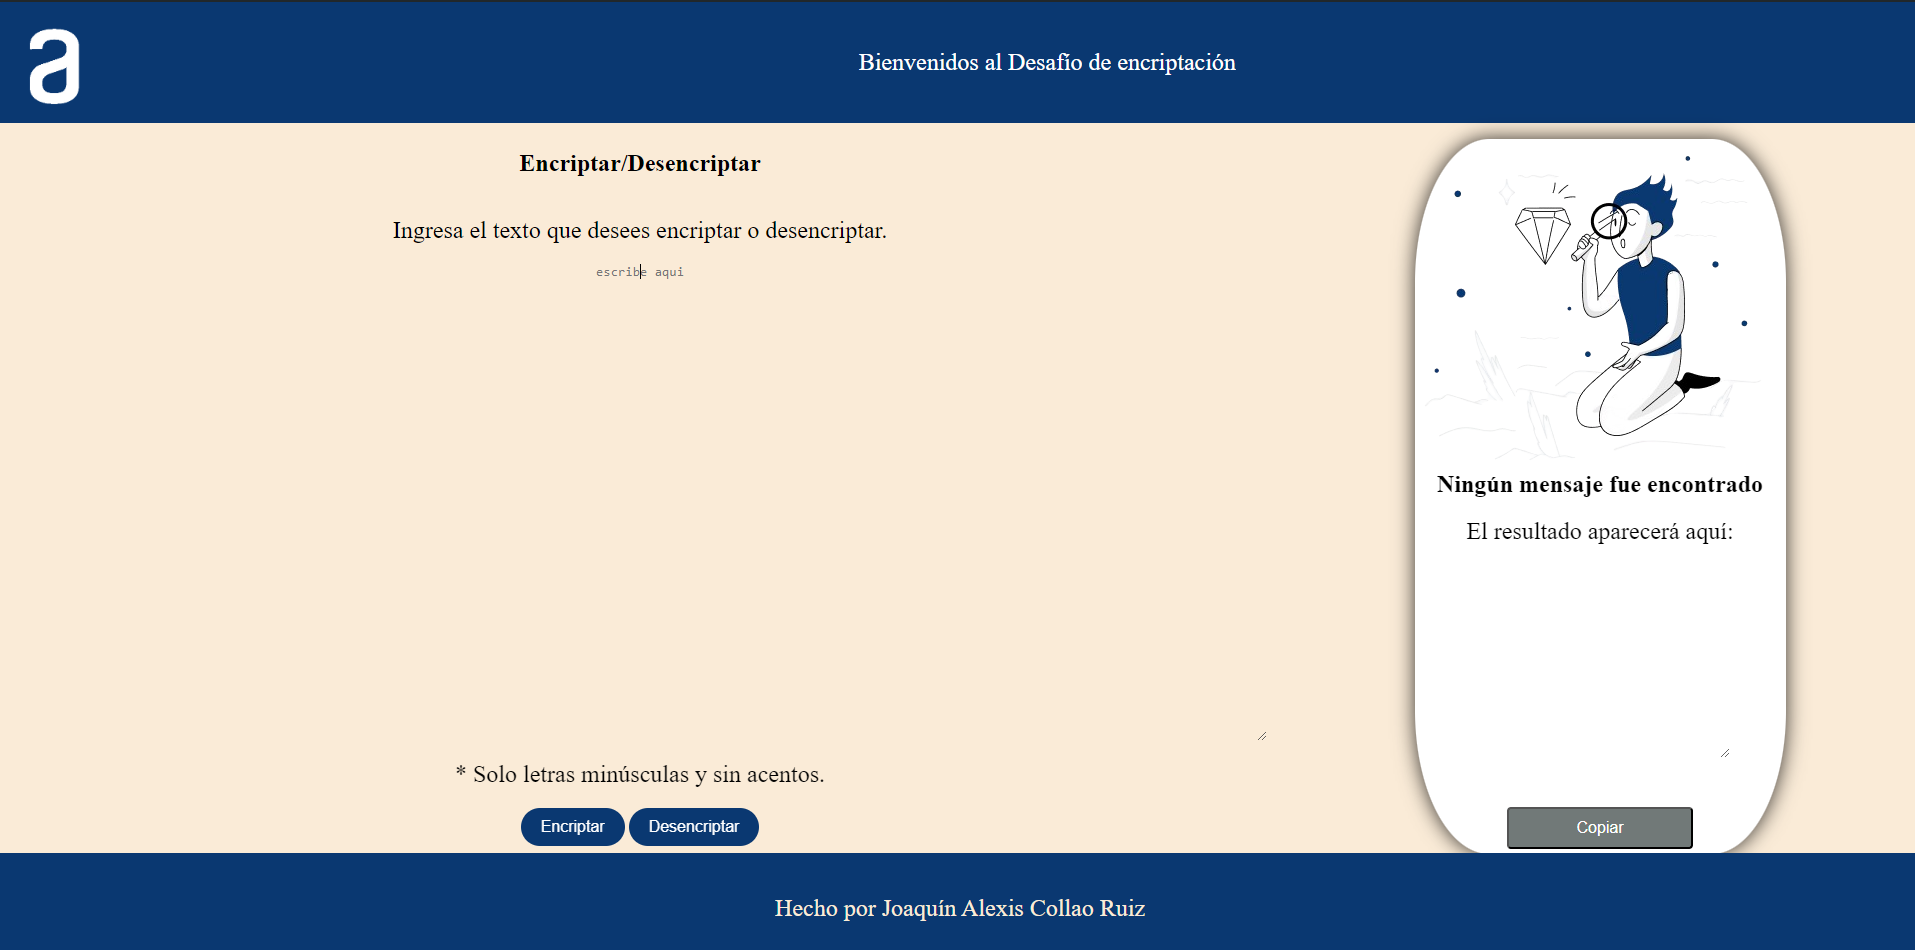 a
Bienvenidos al Desafío de encriptación
Encriptar/Desencriptar
Ingresa el texto que desees encriptar o desencriptar.
escribe aqui
* Solo letras minúsculas y sin acentos.
Encriptar
Desencriptar
Ningún mensaje fue encontrado
El resultado aparecerá aquí:
Copiar
Hecho por Joaquín Alexis Collao Ruiz